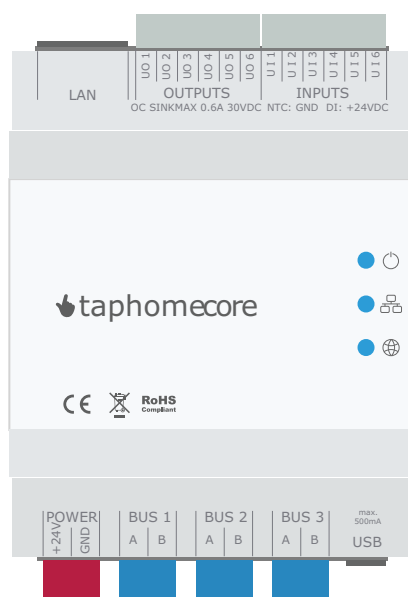 UO 1 UO 2 UO 3 UO 4 UO 5 UO 6 UI 1 UI 2 UI 3 UI 4 UI 5 UI 6
LAN OUTPUTS INPUTS
OC SINKMAX 0.6A 30VDC NTC: GND DI: +24VDC
taphomecore
CE RoHS
Compliant
POWER BUS 1 BUS 2 BUS 3 max.
500mA
+24V GND A B A B A B USB